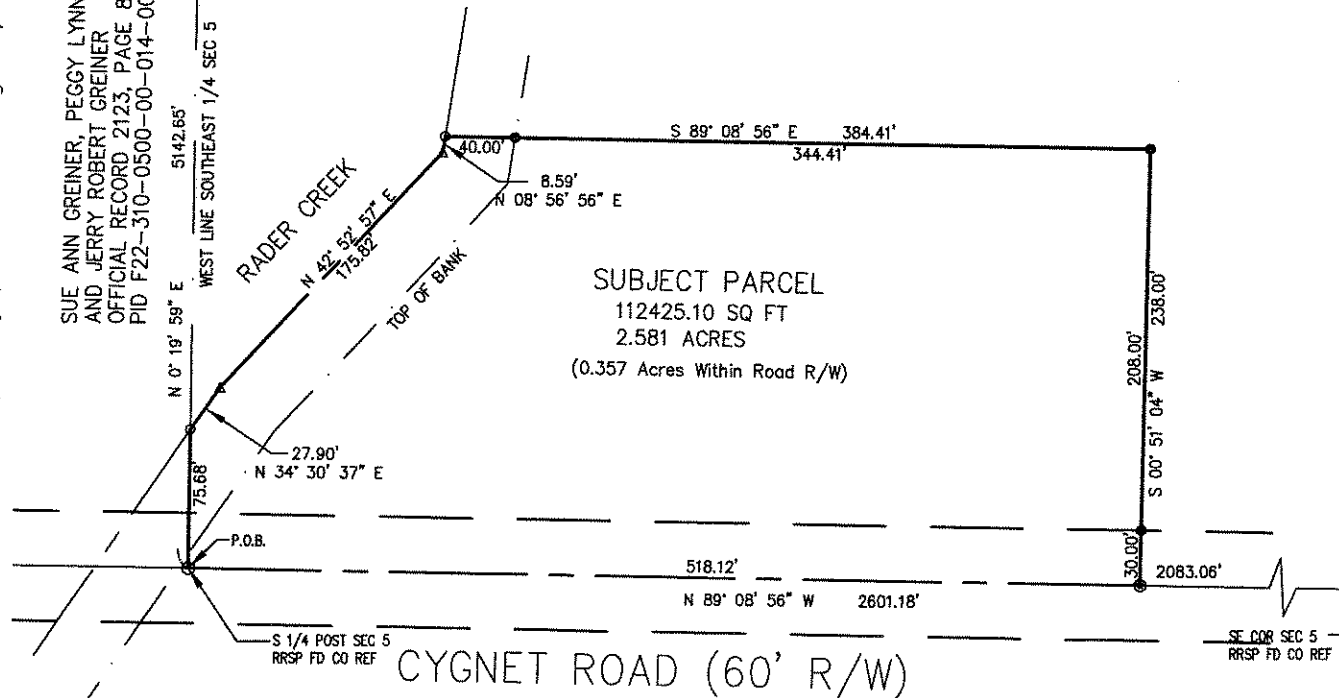 SUE ANN GREINER, PEGGY LYNN
AND JERRY ROBERT GREINER
OFFICIAL RECORD 2123, PAGE 8
PID F22-310-0500-00-014-00
N 0° 19' 59" E 5142.65'
WEST LINE SOUTHEAST 1/4 SEC 5
RADER CREEK
N 42° 52' 57" E
175.82'
TOP OF BANK
40.00'
S 89° 08' 56" E 384.41'
344.41'
8.59'
N 08° 56' 56" E
SUBJECT PARCEL
112425.10 SQ FT
2.581 ACRES
(0.357 Acres Within Road R/W)
238.00'
208.00'
S 00° 51' 04" W
27.90'
N 34° 30' 37" E
75.68'
P.O.B.
518.12'
30.00'
2083.06'
N 89° 08' 56" W 2601.18'
S 1/4 POST SEC 5
RRSP FD CO REF
CYGNET ROAD (60' R/W)
SE COR SEC 5
RRSP FD CO REF